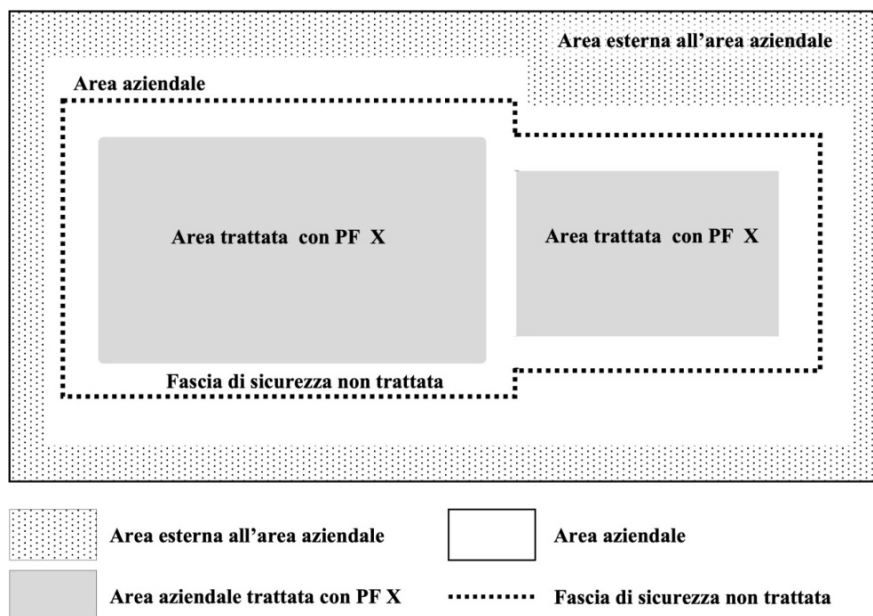 Area esterna all’area aziendale
Area aziendale
Area trattata con PF X
Area trattata con PF X
Fascia di sicurezza non trattata
Area esterna all’area aziendale
Area aziendale
Area aziendale trattata con PF X
Fascia di sicurezza non trattata